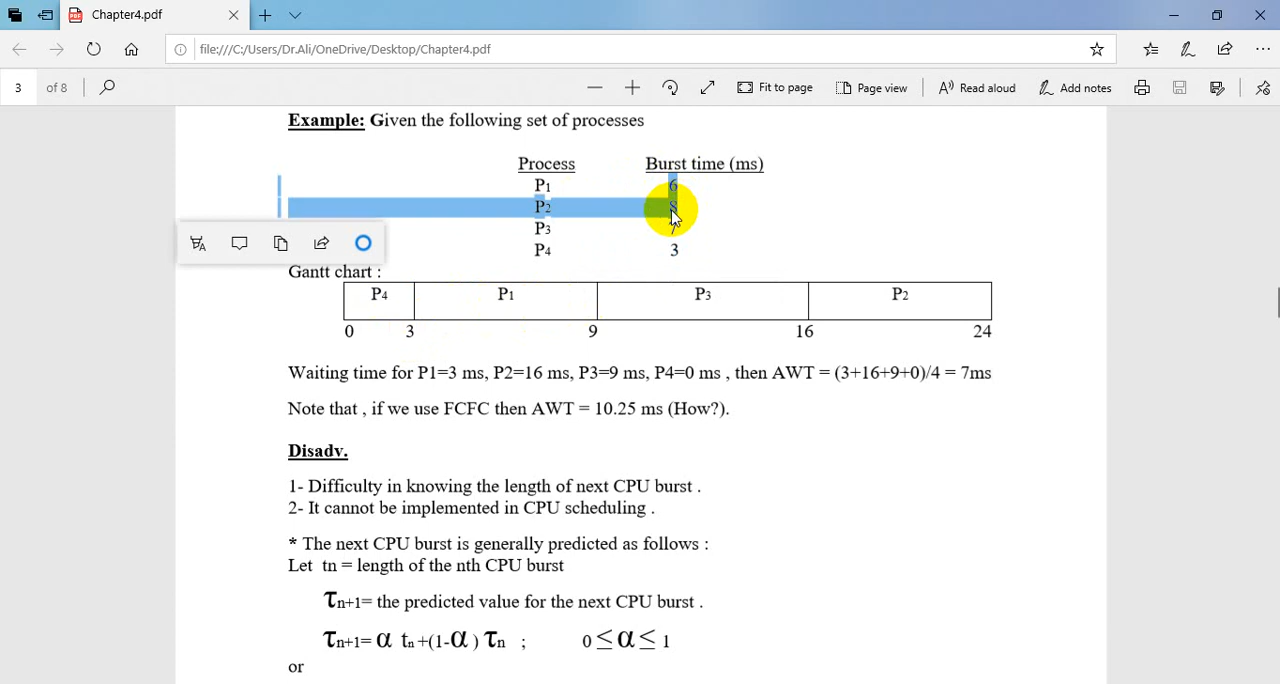 Chapter4.pdf
file:///C:/Users/Dr.Ali/OneDrive/Desktop/Chapter4.pdf
3 of 8 Fit to page Page view Read aloud Add notes
Example: Given the following set of processes
Process Burst time (ms)
P1 6
P2 8
P3 7
P4 3
Gantt chart :
P4 P1 P3 P2
0 3 9 16 24
Waiting time for P1=3 ms, P2=16 ms, P3=9 ms, P4=0 ms , then AWT = (3+16+9+0)/4 = 7ms
Note that , if we use FCFC then AWT = 10.25 ms (How?).
Disadv.
1- Difficulty in knowing the length of next CPU burst .
2- It cannot be implemented in CPU scheduling .
* The next CPU burst is generally predicted as follows :
Let tn = length of the nth CPU burst
τn+1= the predicted value for the next CPU burst .
τn+1= α tn +(1-α ) τn ; 0 ≤ α ≤ 1
or